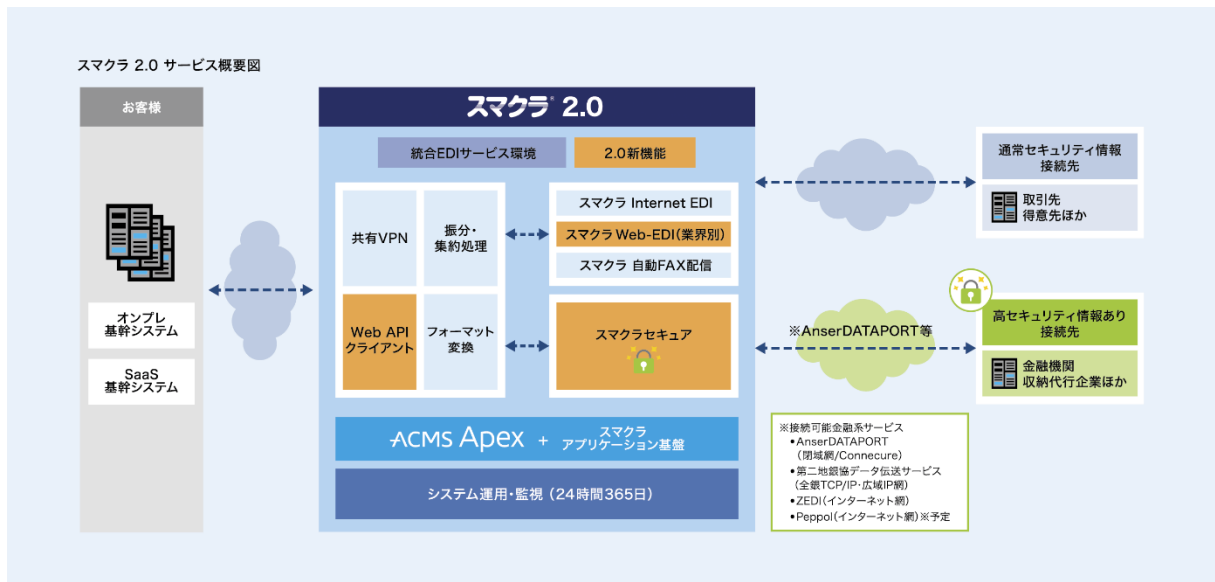 スマクラ 2.0 サービス概要図
お客様
オンプレ
基幹システム
SaaS
基幹システム
スマクラ® 2.0
統合EDIサービス環境
2.0新機能
共有VPN
振分・
集約処理
Web API
クライアント
フォーマット
変換
スマクラ Internet EDI
スマクラ Web-EDI(業界別)
スマクラ 自動FAX配信
スマクラセキュア
ACMS Apex + スマクラ
アプリケーション基盤
システム運用・監視（24時間365日）
通常セキュリティ情報
接続先
取引先
得意先ほか
※AnserDATAPORT等
高セキュリティ情報あり
接続先
金融機関
収納代行企業ほか
※接続可能金融系サービス
•AnserDATAPORT
（閉域網/Connecure）
•第二地銀協データ伝送サービス
（全銀TCP/IP・広域IP網）
•ZEDI（インターネット網）
•Peppol（インターネット網）※予定